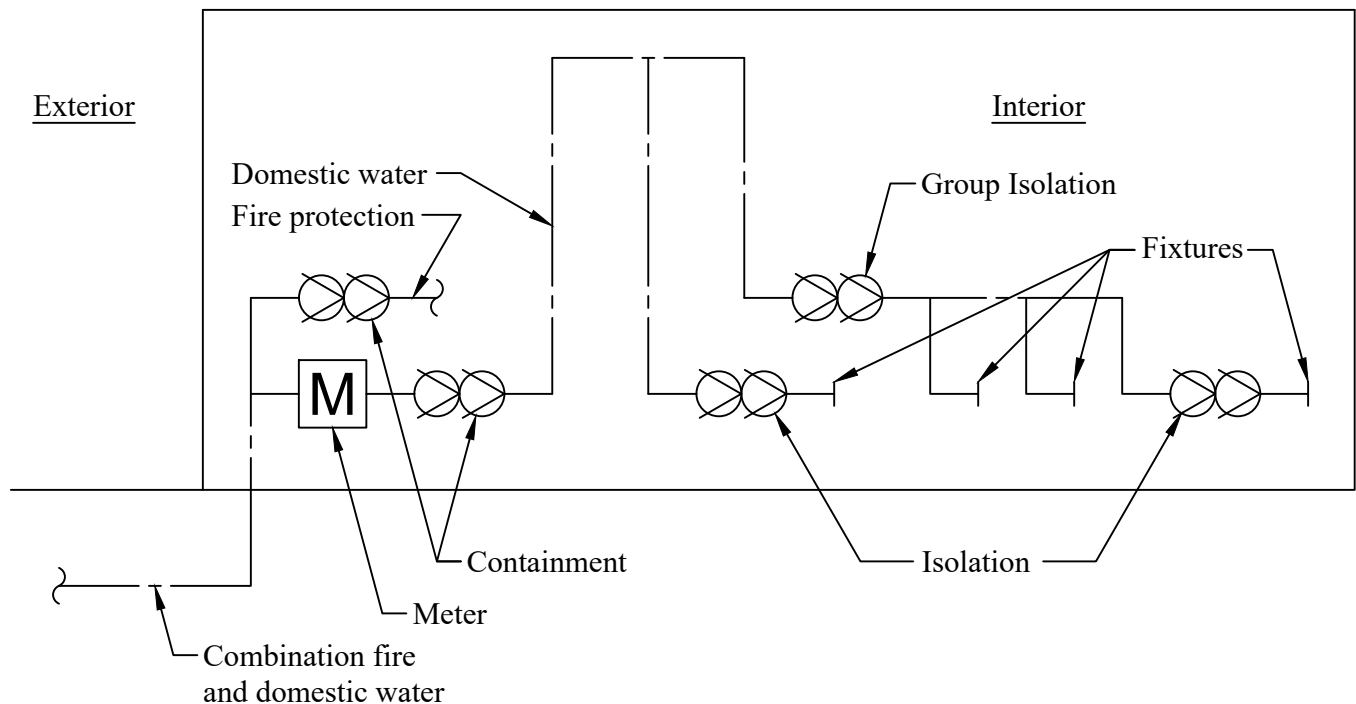 Exterior
Interior
Domestic water
Fire protection
Group Isolation
Fixtures
M
Containment
Isolation
Meter
Combination fire
and domestic water